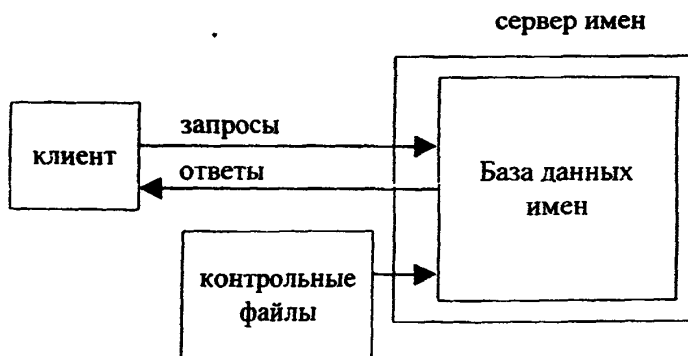 сервер имен
запросы
клиент
ответы
База данных
имен
контрольные
файлы